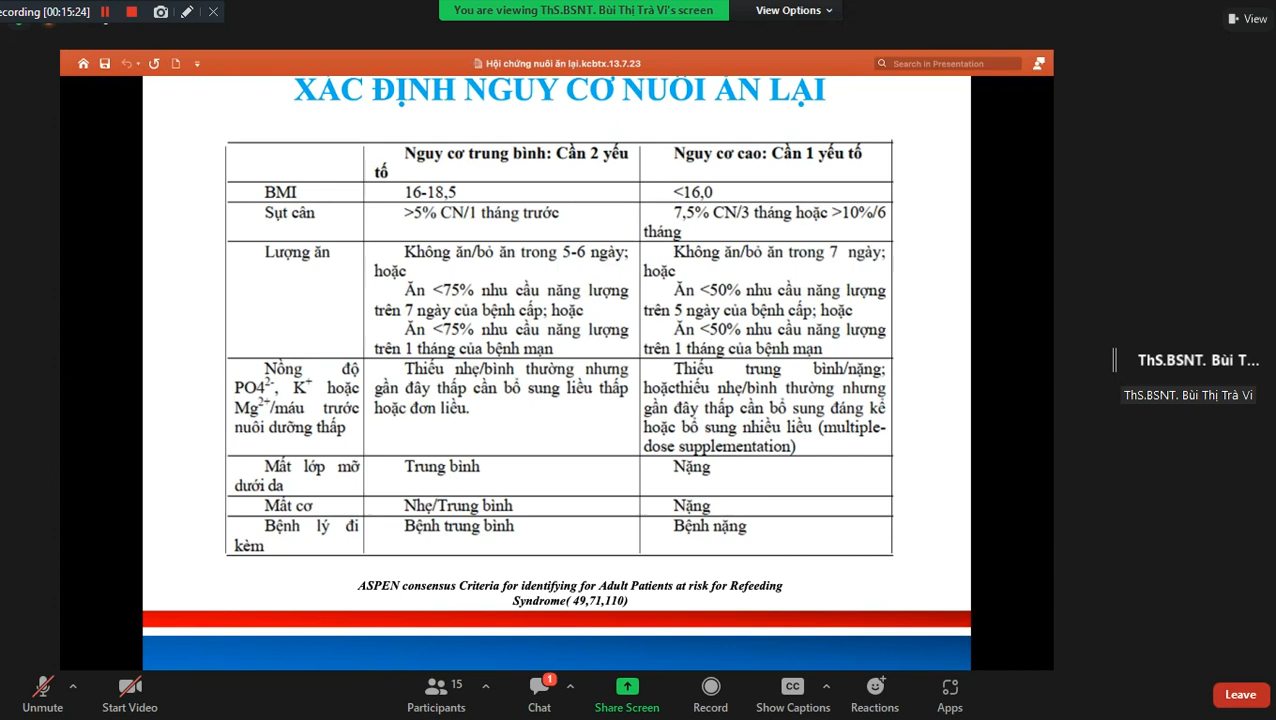 ecording [00:15:24]
You are viewing ThS.BSNT. Bùi Thị Trà Vi's screen
View Options
View
Hội chứng nuôi ăn lại.kcbtx.13.7.23
Search in Presentation
XÁC ĐỊNH NGUY CƠ NUÔI ĂN LẠI
Nguy cơ trung bình: Cần 2 yếu
tố
Nguy cơ cao: Cần 1 yếu tố
BMI
16-18,5
<16,0
Sụt cân
>5% CN/1 tháng trước
7,5% CN/3 tháng hoặc >10%/6
tháng
Lượng ăn
Không ăn/bỏ ăn trong 5-6 ngày;
hoặc
Ăn <75% nhu cầu năng lượng
trên 7 ngày của bệnh cấp; hoặc
Ăn <75% nhu cầu năng lượng
trên 1 tháng của bệnh mạn
Không ăn/bỏ ăn trong 7 ngày;
hoặc
Ăn <50% nhu cầu năng lượng
trên 5 ngày của bệnh cấp; hoặc
Ăn <50% nhu cầu năng lượng
trên 1 tháng của bệnh mạn
Nồng độ
PO4²⁻, K⁺ hoặc
Mg²⁺/máu trước
nuôi dưỡng thấp
Thiếu nhẹ/bình thường nhưng
gần đây thấp cần bổ sung liều thấp
hoặc đơn liều.
Thiếu trung bình/nặng;
hoặcthiếu nhẹ/bình thường nhưng
gần đây thấp cần bổ sung đáng kể
hoặc bổ sung nhiều liều (multiple-
dose supplementation)
Mất lớp mỡ
dưới da
Trung bình
Nặng
Mất cơ
Nhẹ/Trung bình
Nặng
Bệnh lý đi
kèm
Bệnh trung bình
Bệnh nặng
ASPEN consensus Criteria for identifying for Adult Patients at risk for Refeeding
Syndrome( 49,71,110)
ThS.BSNT. Bùi T...
ThS.BSNT. Bùi Thị Trà Vi
Unmute
Start Video
15
Participants
1
Chat
Share Screen
Record
CC
Show Captions
Reactions
Apps
Leave